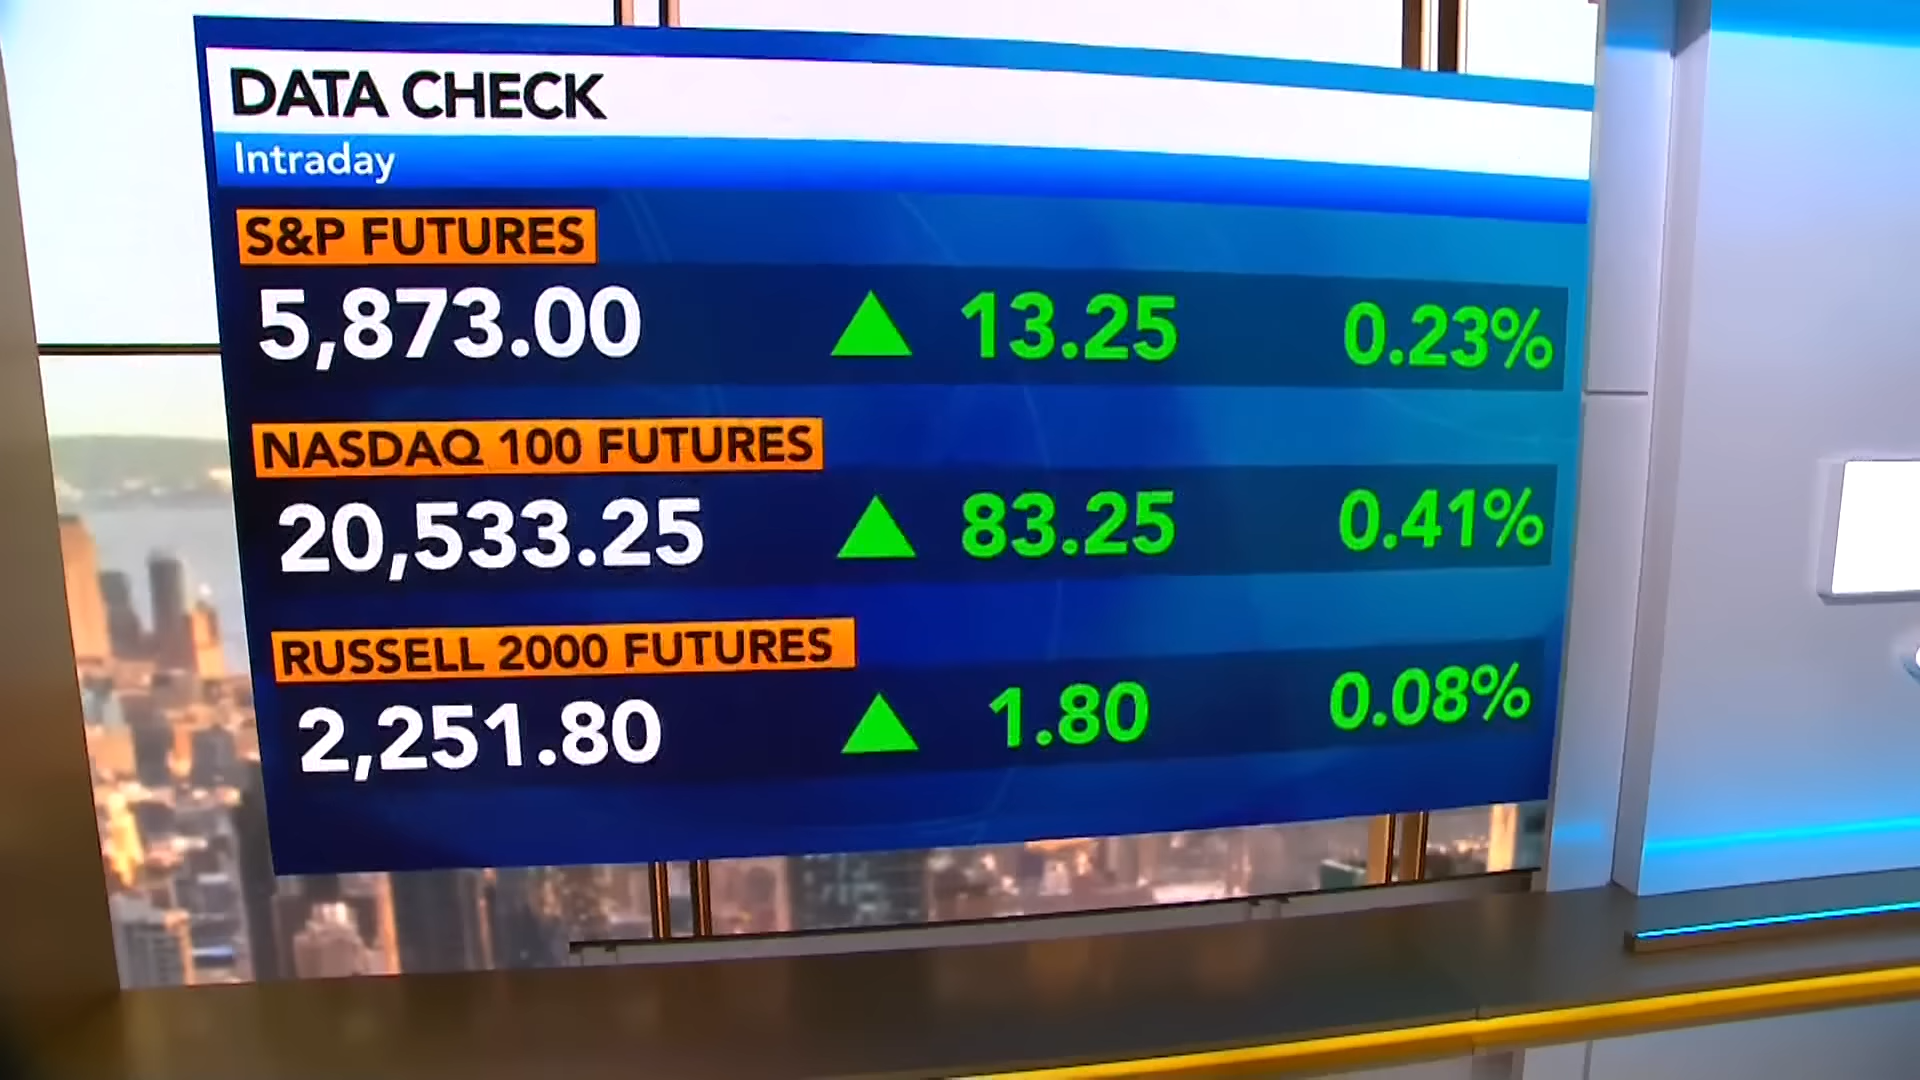 DATA CHECK
Intraday
S&P FUTURES
5,873.00 ▲ 13.25 0.23%
NASDAQ 100 FUTURES
20,533.25 ▲ 83.25 0.41%
RUSSELL 2000 FUTURES
2,251.80 ▲ 1.80 0.08%